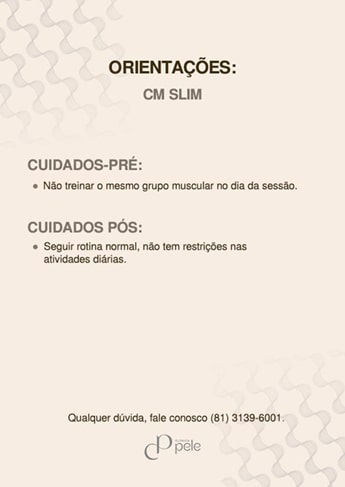 ORIENTAÇÕES:
CM SLIM
CUIDADOS-PRÉ:
• Não treinar o mesmo grupo muscular no dia da sessão.
CUIDADOS PÓS:
• Seguir rotina normal, não tem restrições nas
atividades diárias.
Qualquer dúvida, fale conosco (81) 3139-6001.
pele